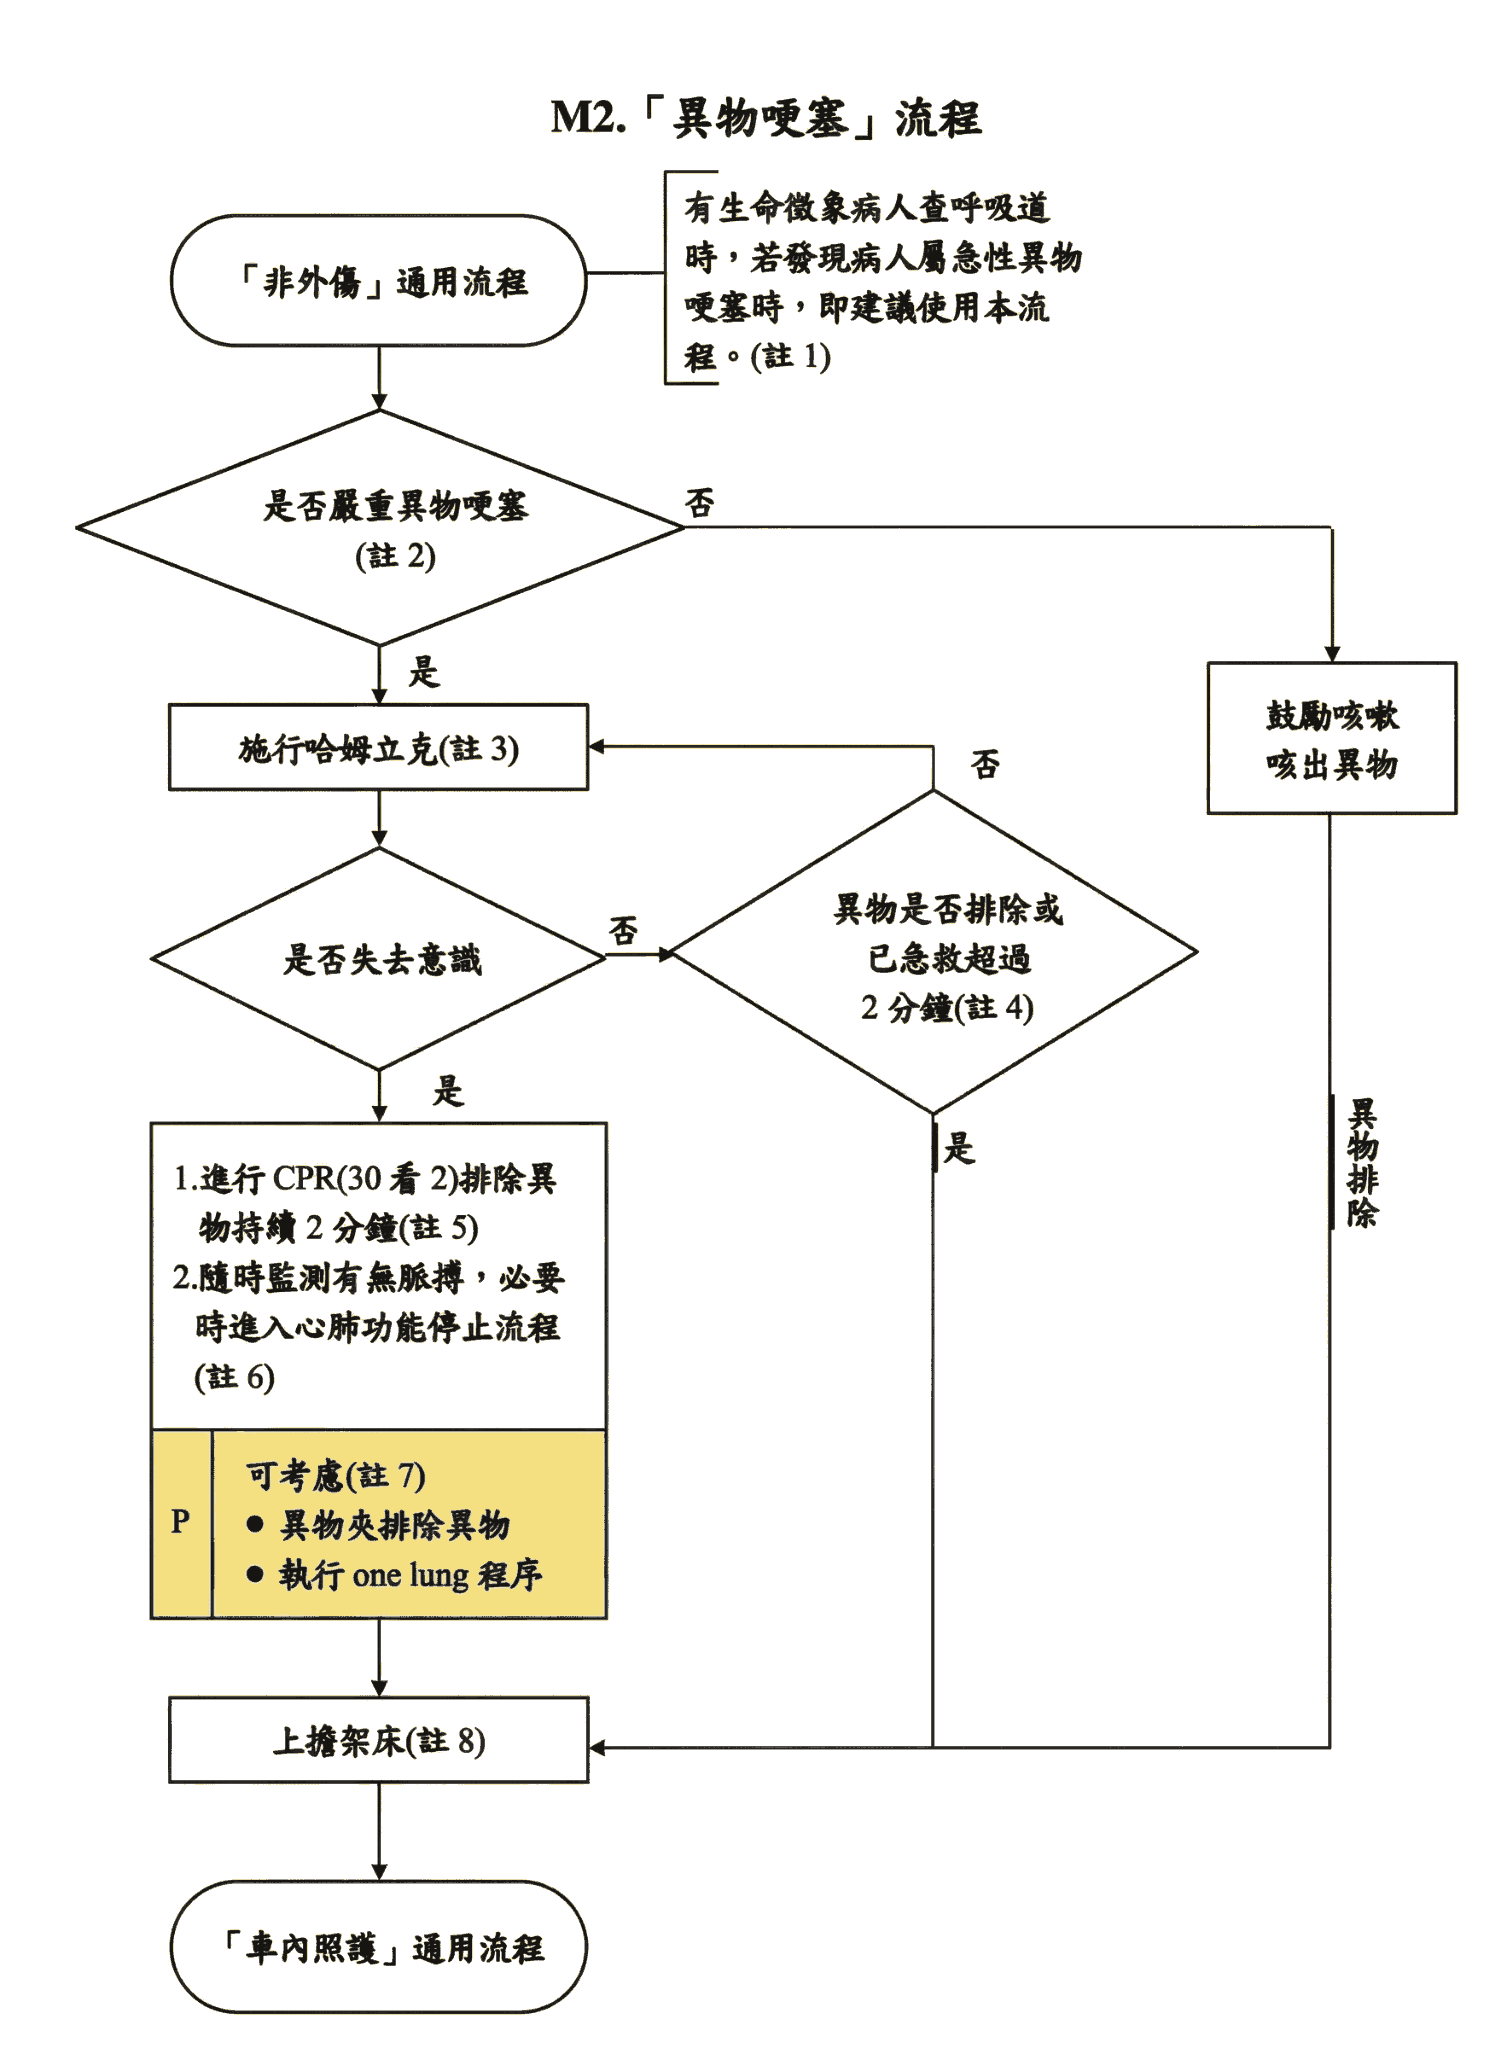 M2.「異物哽塞」流程
有生命徵象病人查呼吸道
時，若發現病人屬急性異物
哽塞時，即建議使用本流
程。(註 1)
「非外傷」通用流程
是否嚴重異物哽塞
(註 2)
否
是
施行哈姆立克(註 3)
否
鼓勵咳嗽
咳出異物
是否失去意識
否
異物是否排除或
已急救超過
2 分鐘(註 4)
是
是
異物排除
1.進行 CPR(30 看 2)排除異
物持續 2 分鐘(註 5)
2.隨時監測有無脈搏，必要
時進入心肺功能停止流程
(註 6)
P
可考慮(註 7)
● 異物夾排除異物
● 執行 one lung 程序
上擔架床(註 8)
「車內照護」通用流程